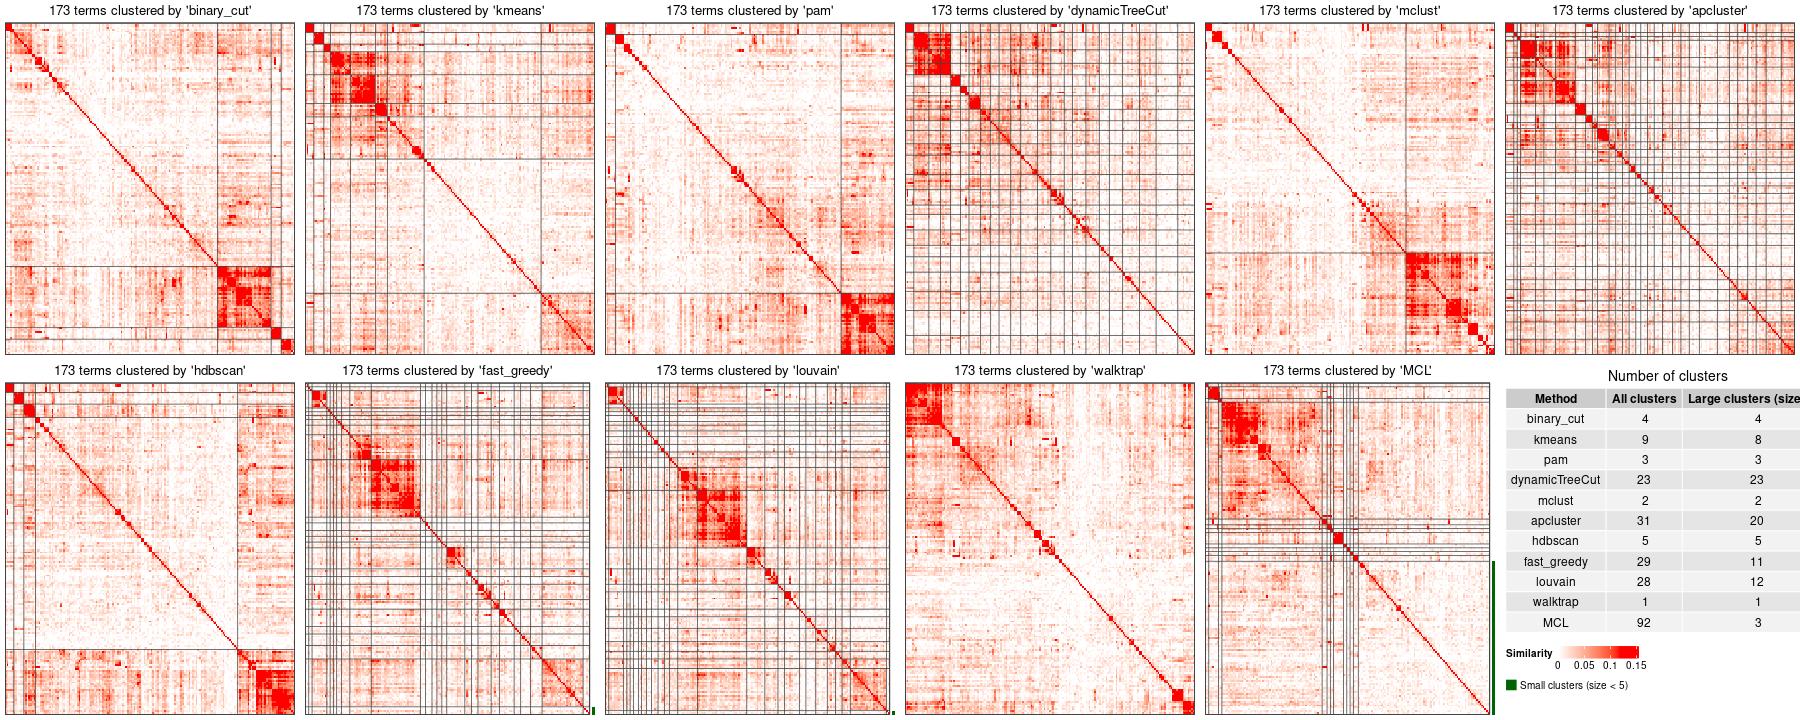 173 terms clustered by 'binary_cut'
173 terms clustered by 'kmeans'
173 terms clustered by 'pam'
173 terms clustered by 'dynamicTreeCut'
173 terms clustered by 'mclust'
173 terms clustered by 'apcluster'
173 terms clustered by 'hdbscan'
173 terms clustered by 'fast_greedy'
173 terms clustered by 'louvain'
173 terms clustered by 'walktrap'
173 terms clustered by 'MCL'
Number of clusters
Method All clusters Large clusters (size
binary_cut 4 4
kmeans 9 8
pam 3 3
dynamicTreeCut 23 23
mclust 2 2
apcluster 31 20
hdbscan 5 5
fast_greedy 29 11
louvain 28 12
walktrap 1 1
MCL 92 3
Similarity
0 0.05 0.1 0.15
Small clusters (size < 5)